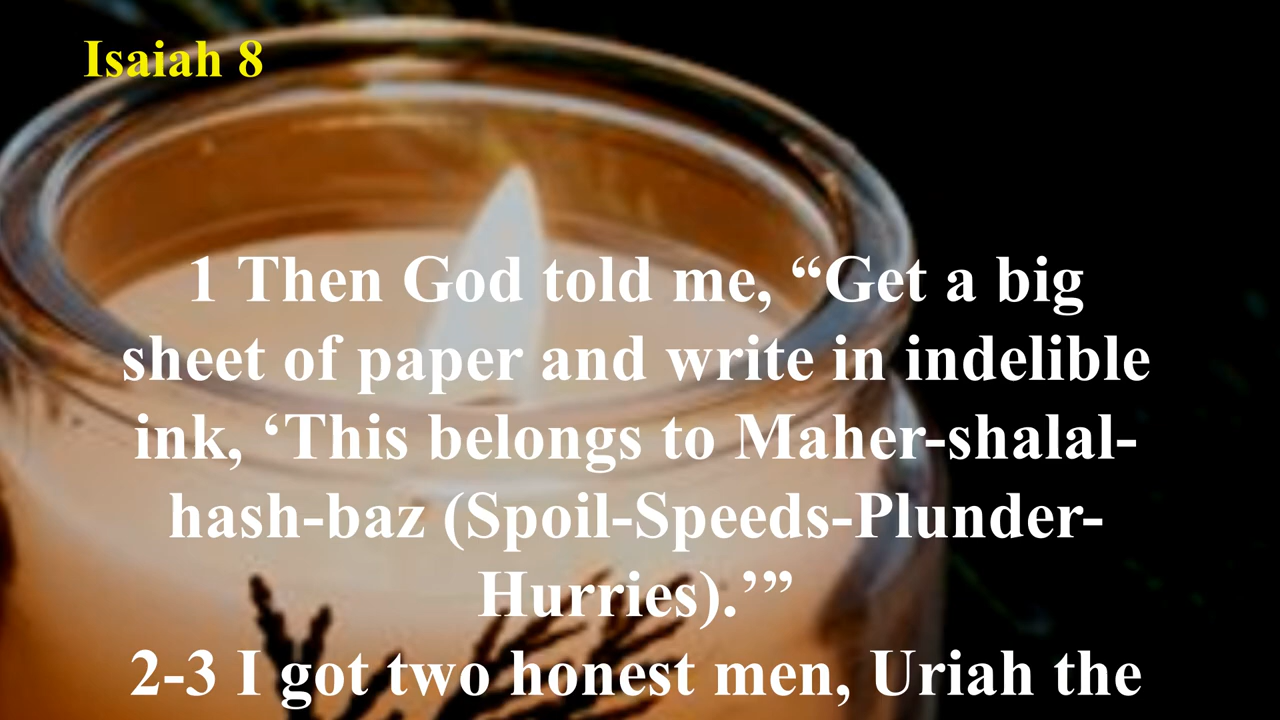 Isaiah 8
1 Then God told me, “Get a big
sheet of paper and write in indelible
ink, ‘This belongs to Maher-shalal-
hash-baz (Spoil-Speeds-Plunder-
Hurries).’”
2-3 I got two honest men, Uriah the